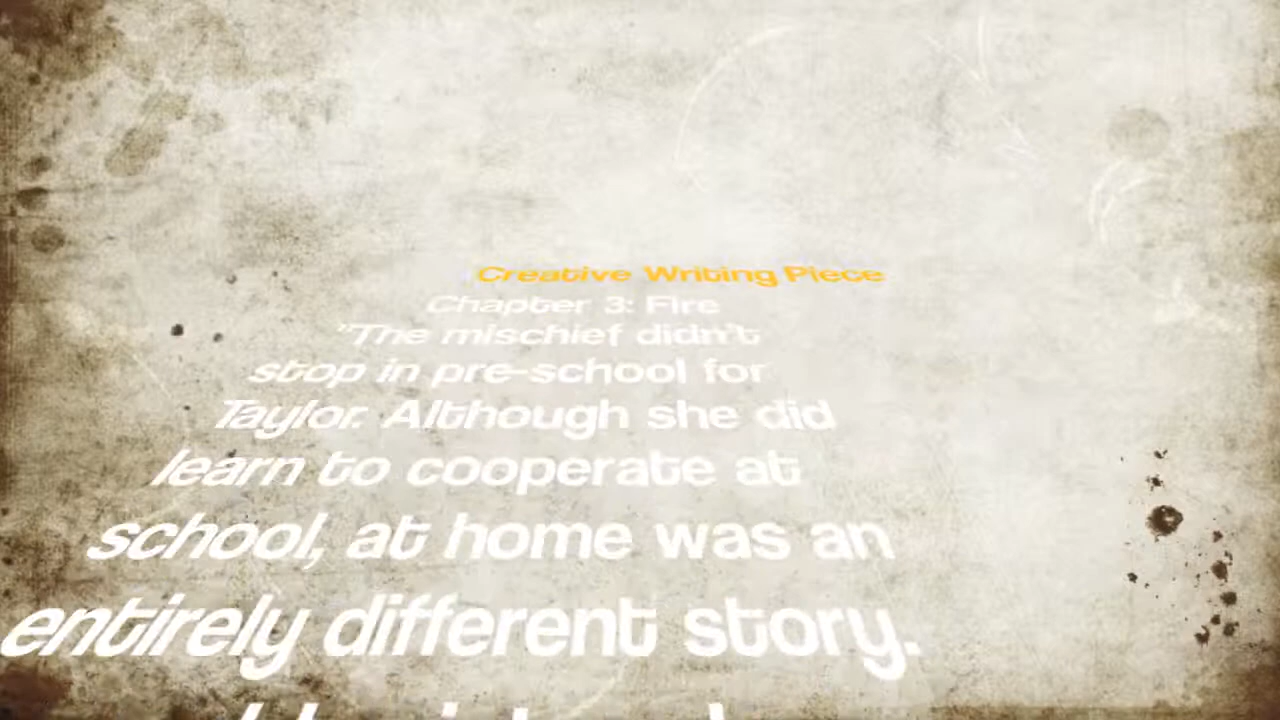 Creative Writing Piece
Chapter 3: Fire
"The mischief didn't
stop in pre-school for
Taylor. Although she did
learn to cooperate at
school, at home was an
entirely different story.